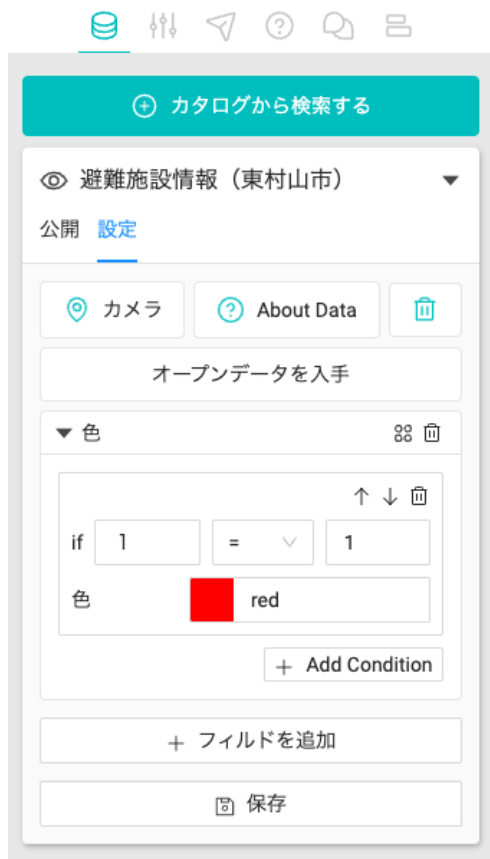 カタログから検索する
避難施設情報（東村山市）
公開 設定
カメラ About Data
オープンデータを入手
色
if 1 = 1
色 red
+ Add Condition
+ フィルドを追加
保存